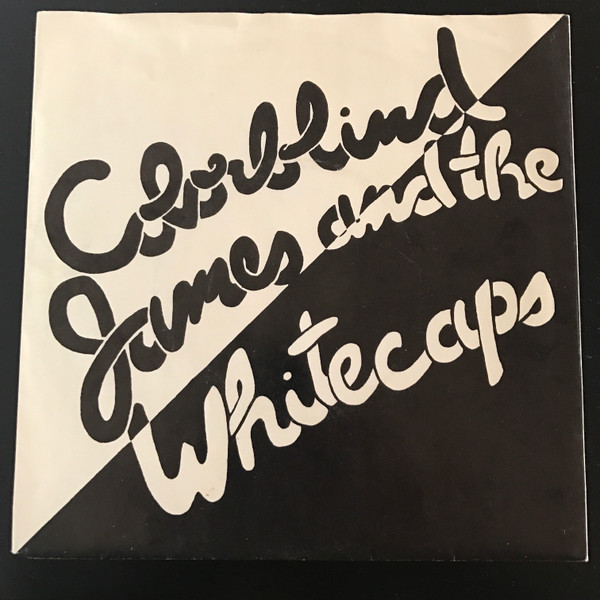 Colorblind
James and the
Whitecaps